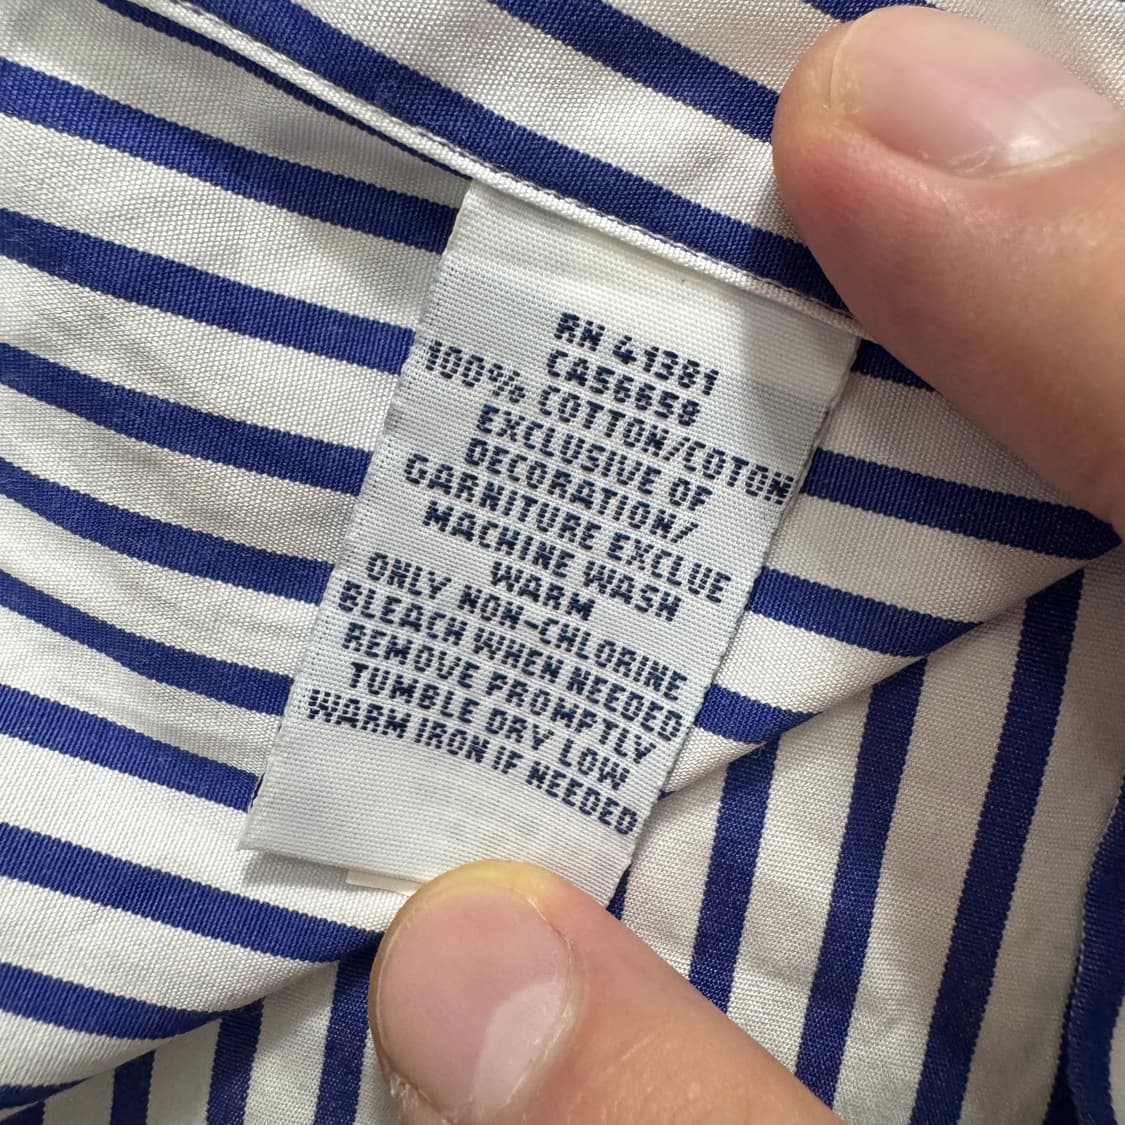 RN 41381
CA56658
100% COTTON/COTON
EXCLUSIVE OF
DECORATION/
GARNITURE EXCLUE
MACHINE WASH
WARM
ONLY NON-CHLORINE
BLEACH WHEN NEEDED
REMOVE PROMPTLY
TUMBLE DRY LOW
WARM IRON IF NEEDED